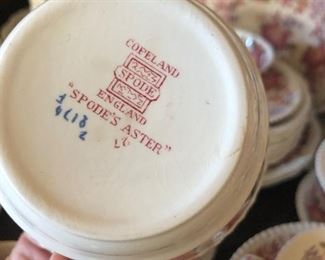 COPELAND
SPODE
ENGLAND
"SPODE'S ASTER"